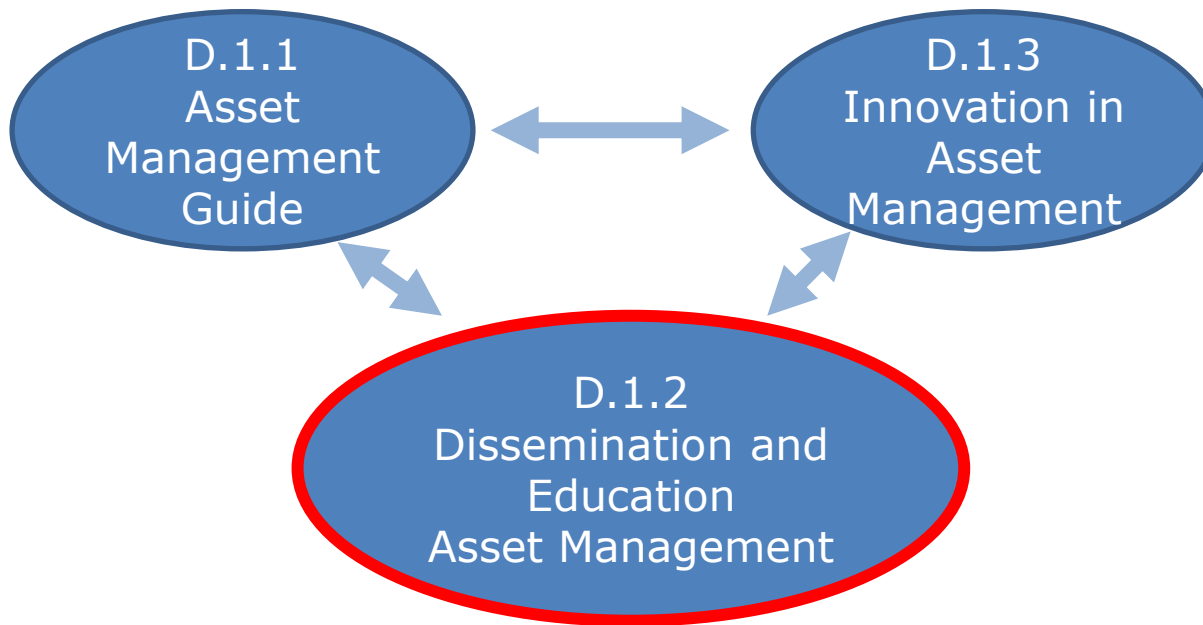 D.1.1
Asset
Management
Guide
D.1.3
Innovation in
Asset
Management
D.1.2
Dissemination and
Education
Asset Management